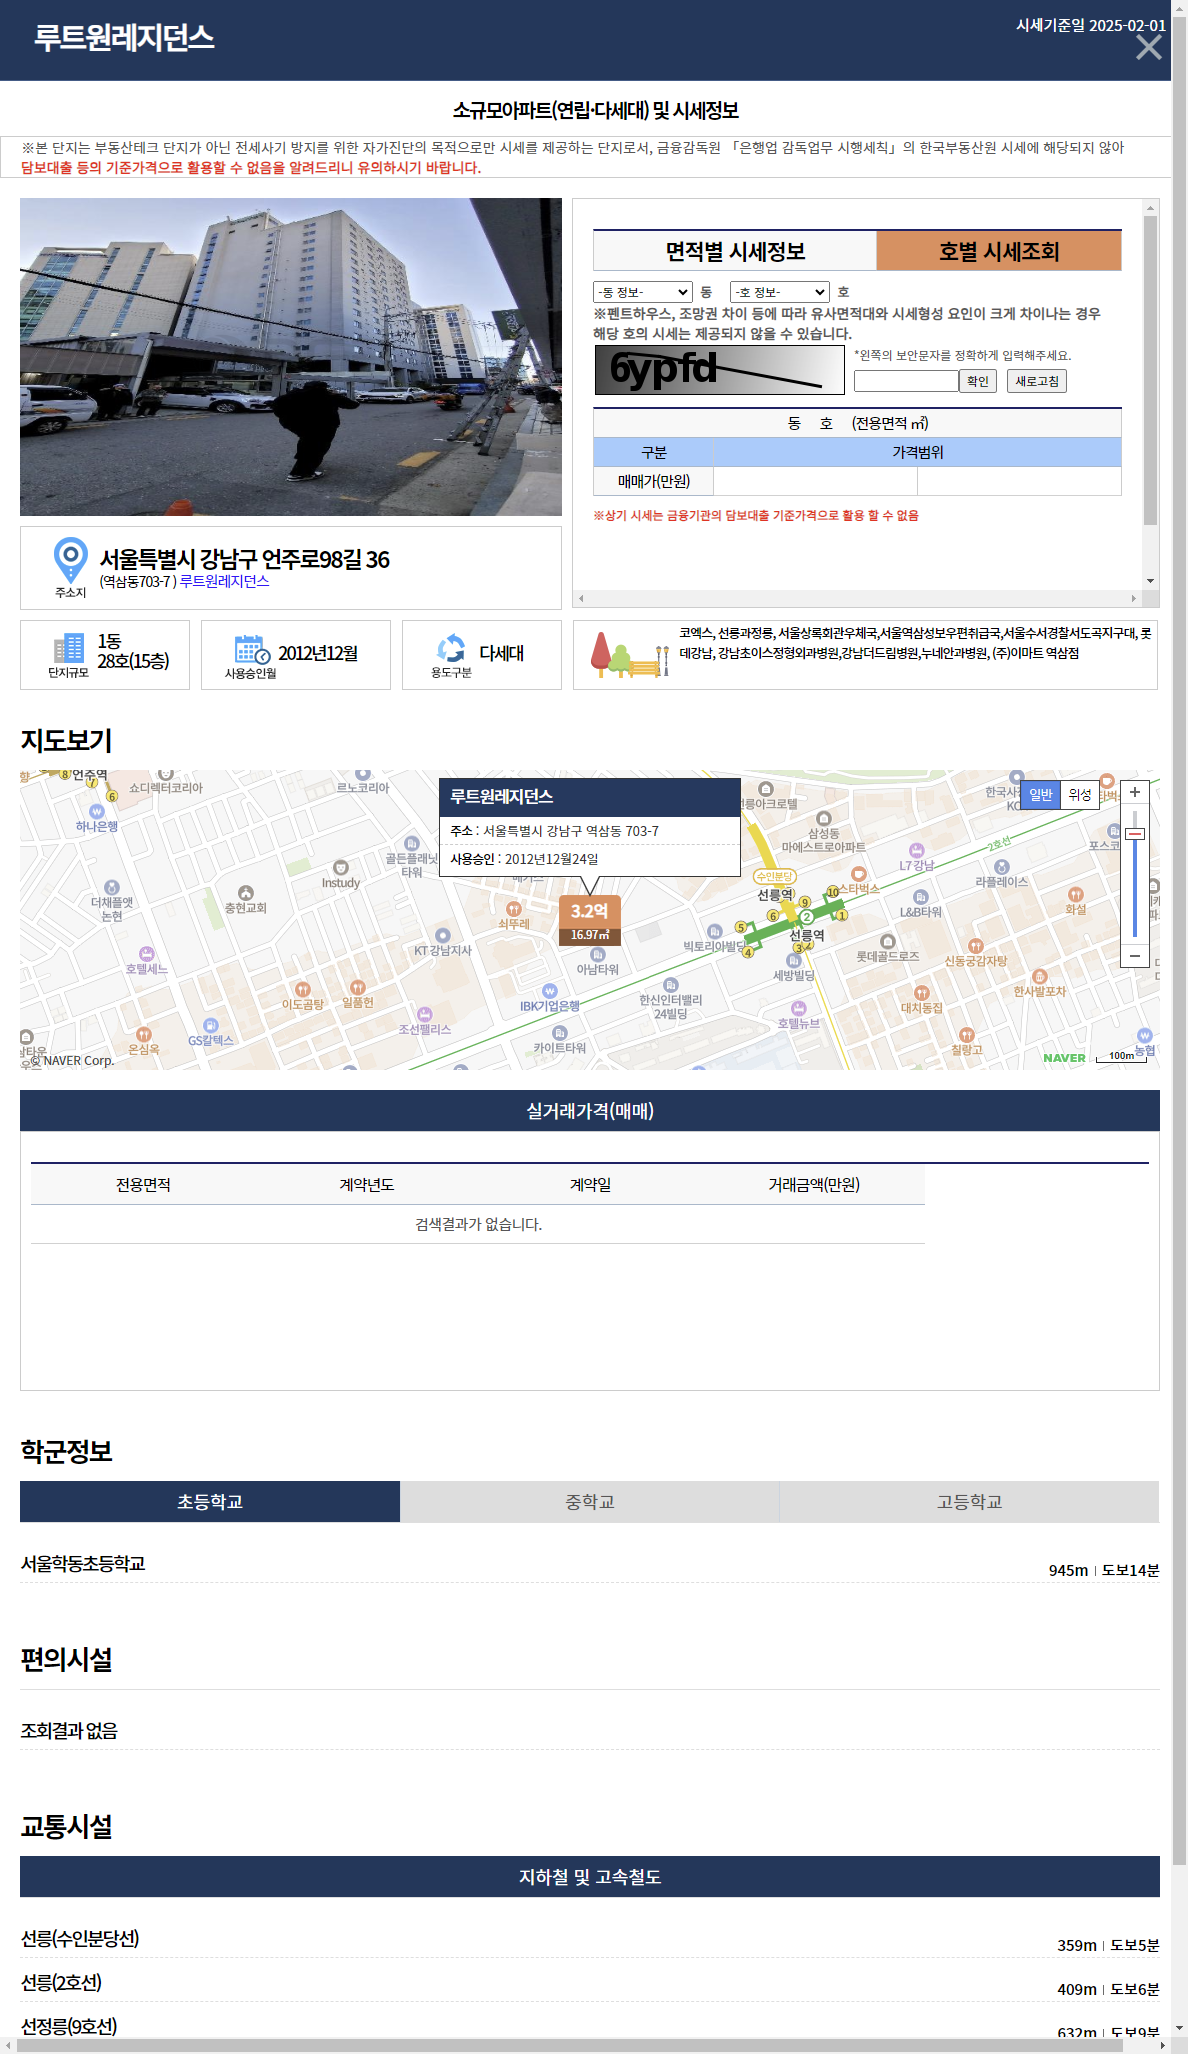 루트원레지던스
시세기준일 2025-02-01
소규모아파트(연립·다세대) 및 시세정보
※본 단지는 부동산테크 단지가 아닌 전세사기 방지를 위한 자가진단의 목적으로만 시세를 제공하는 단지로서, 금융감독원 「은행업 감독업무 시행세칙」의 한국부동산원 시세에 해당되지 않아
담보대출 등의 기준가격으로 활용할 수 없음을 알려드리니 유의하시기 바랍니다.
면적별 시세정보 호별 시세조회
-동 정보- 동 -호 정보- 호
※펜트하우스, 조망권 차이 등에 따라 유사면적대와 시세형성 요인이 크게 차이나는 경우
해당 호의 시세는 제공되지 않을 수 있습니다.
6ypfd
*왼쪽의 보안문자를 정확하게 입력해주세요.
확인 새로고침
동 호 (전용면적 ㎡)
구분 가격범위
매매가(만원)
※상기 시세는 금융기관의 담보대출 기준가격으로 활용 할 수 없음
주소지
서울특별시 강남구 언주로98길 36
(역삼동703-7 ) 루트원레지던스
단지규모
1동
28호(15층)
사용승인월
2012년12월
용도구분
다세대
코엑스, 선릉과정릉, 서울상록회관우체국,서울역삼성보우편취급국,서울수서경찰서도곡지구대, 롯
데강남, 강남초이스정형외과병원,강남더드림병원,누네안과병원, (주)이마트 역삼점
지도보기
향
8 언주역
7
6
쇼디렉터코리아
르노코리아
하나은행
골든플래닛
타워
Instudy
더채플앳
논현
충현교회
호텔세느
KT 강남지사
쇠뚜레
아남타워
이도곰탕
일품헌
IBK기업은행
한신인터밸리
24빌딩
GS칼텍스
조선팰리스
온심옥
카이트타워
루트원레지던스
주소 : 서울특별시 강남구 역삼동 703-7
사용승인 : 2012년12월24일
3.2억
16.97㎡
선릉아크로텔
삼성동
마에스트로아파트
수인분당
선릉역
스타벅스
10
9
6
5
2
1
4
3
선릉역
빅토리아빌딩
세방빌딩
호텔뉴브
L7강남
2호선
라플레이스
L&B타워
롯데골드로즈
신동궁감자탕
화설
한사발포차
대치동집
칠량고
농협
일반 위성
+
−
© NAVER Corp.
NAVER
100m
실거래가격(매매)
전용면적 계약년도 계약일 거래금액(만원)
검색결과가 없습니다.
학군정보
초등학교 중학교 고등학교
서울학동초등학교 945m | 도보14분
편의시설
조회결과 없음
교통시설
지하철 및 고속철도
선릉(수인분당선) 359m | 도보5분
선릉(2호선) 409m | 도보6분
선정릉(9호선) 632m | 도보9분